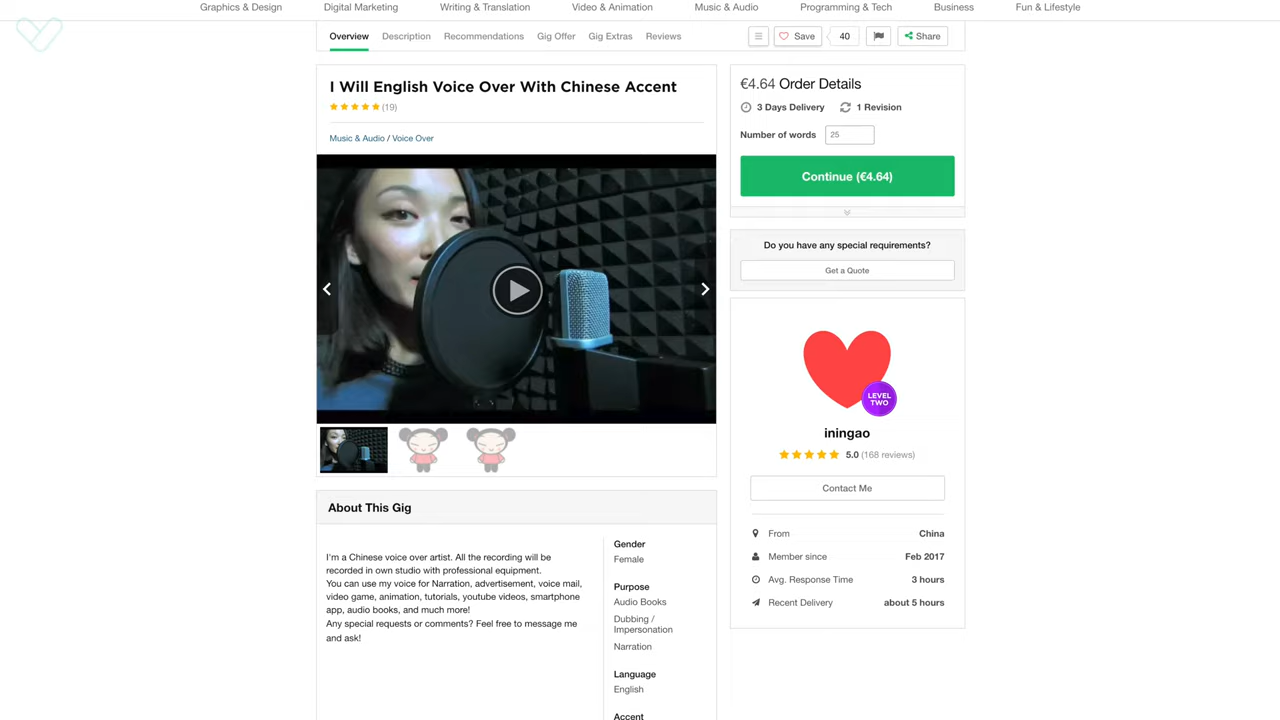 Graphics & Design Digital Marketing Writing & Translation Video & Animation Music & Audio Programming & Tech Business Fun & Lifestyle
Overview Description Recommendations Gig Offer Gig Extras Reviews Save 40 Share
I Will English Voice Over With Chinese Accent
(19)
Music & Audio / Voice Over
€4.64 Order Details
3 Days Delivery 1 Revision
Number of words 25
Continue (€4.64)
Do you have any special requirements?
Get a Quote
LEVEL
TWO
iningao
5.0 (168 reviews)
Contact Me
From China
Member since Feb 2017
Avg. Response Time 3 hours
Recent Delivery about 5 hours
About This Gig
I'm a Chinese voice over artist. All the recording will be
recorded in own studio with professional equipment.
You can use my voice for Narration, advertisement, voice mail,
video game, animation, tutorials, youtube videos, smartphone
app, audio books, and much more!
Any special requests or comments? Feel free to message me
and ask!
Gender
Female
Purpose
Audio Books
Dubbing /
Impersonation
Narration
Language
English
Accent